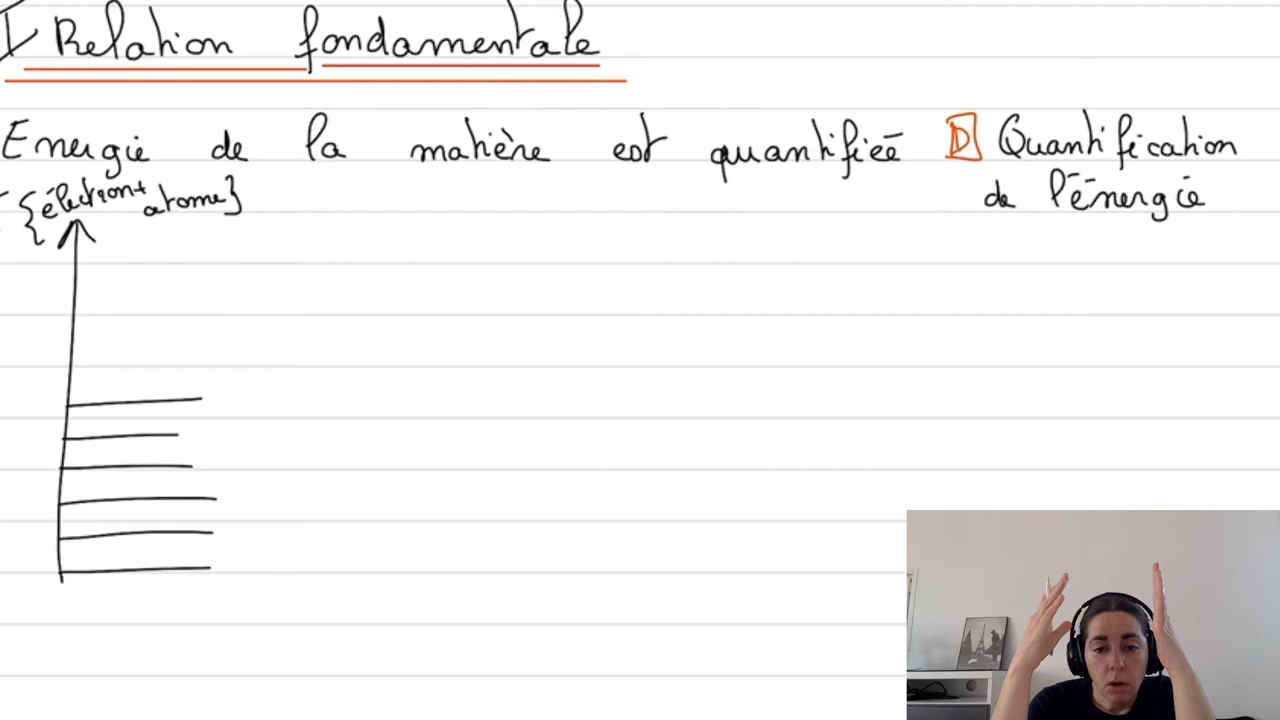 I Relation fondamentale
Energie de la matière est quantifiée D Quantification
de l'énergie
{électron + atome}